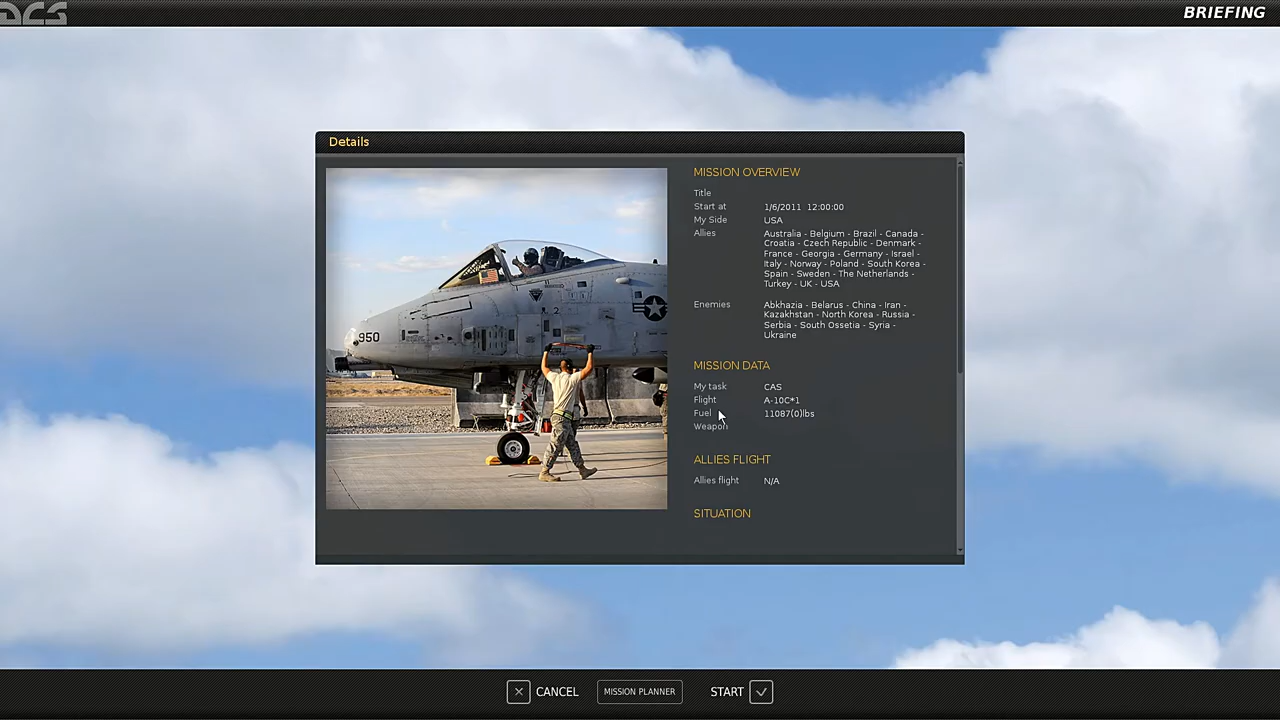 DCS
BRIEFING
Details
MISSION OVERVIEW
Title
Start at 1/6/2011 12:00:00
My Side USA
Allies Australia - Belgium - Brazil - Canada -
Croatia - Czech Republic - Denmark -
France - Georgia - Germany - Israel -
Italy - Norway - Poland - South Korea -
Spain - Sweden - The Netherlands -
Turkey - UK - USA
Enemies Abkhazia - Belarus - China - Iran -
Kazakhstan - North Korea - Russia -
Serbia - South Ossetia - Syria -
Ukraine
MISSION DATA
My task CAS
Flight A-10C*1
Fuel 11087(0)lbs
Weapon
ALLIES FLIGHT
Allies flight N/A
SITUATION
950
CANCEL
MISSION PLANNER
START